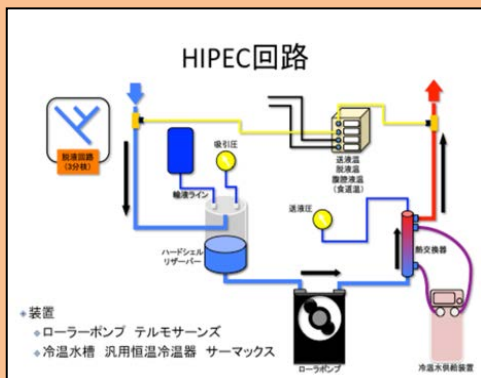 HIPEC回路
脱液回路
(3分枝)
吸引圧
輸液ライン
送液温
脱液温
腹腔液温
(食道温)
送液圧
ハードシェル
リザーバー
熱交換器
装置
ローラーポンプ テルモサーンズ
冷温水槽 汎用恒温冷温器 サーマックス
ローラポンプ
冷温水供給装置